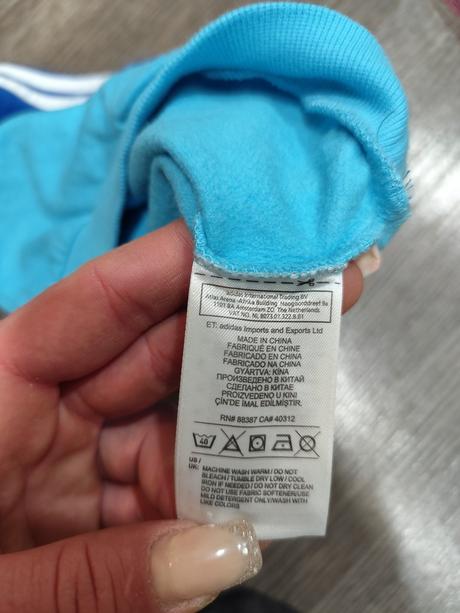 adidas International Trading BV
Atlas Arena -Afrika Building Hoogoorddreef 9a
1101 BA Amsterdam ZO The Netherlands
VAT NO. NL 8073.01.322.B.01
ET: adidas Imports and Exports Ltd
MADE IN CHINA
FABRIQUÉ EN CHINE
FABRICADO EN CHINA
FABRICADO NA CHINA
GYÁRTVA: KÍNA
ПРОИЗВЕДЕНО В КИТАЙ
СДЕЛАНО В КИТАЕ
PROIZVEDENO U KINI
ÇİN'DE İMAL EDİLMİŞTİR.
RN# 88387 CA# 40312
40
US /
UK: MACHINE WASH WARM / DO NOT
BLEACH / TUMBLE DRY LOW / COOL
IRON IF NEEDED / DO NOT DRY CLEAN
DO NOT USE FABRIC SOFTENER/USE
MILD DETERGENT ONLY/WASH WITH
LIKE COLORS